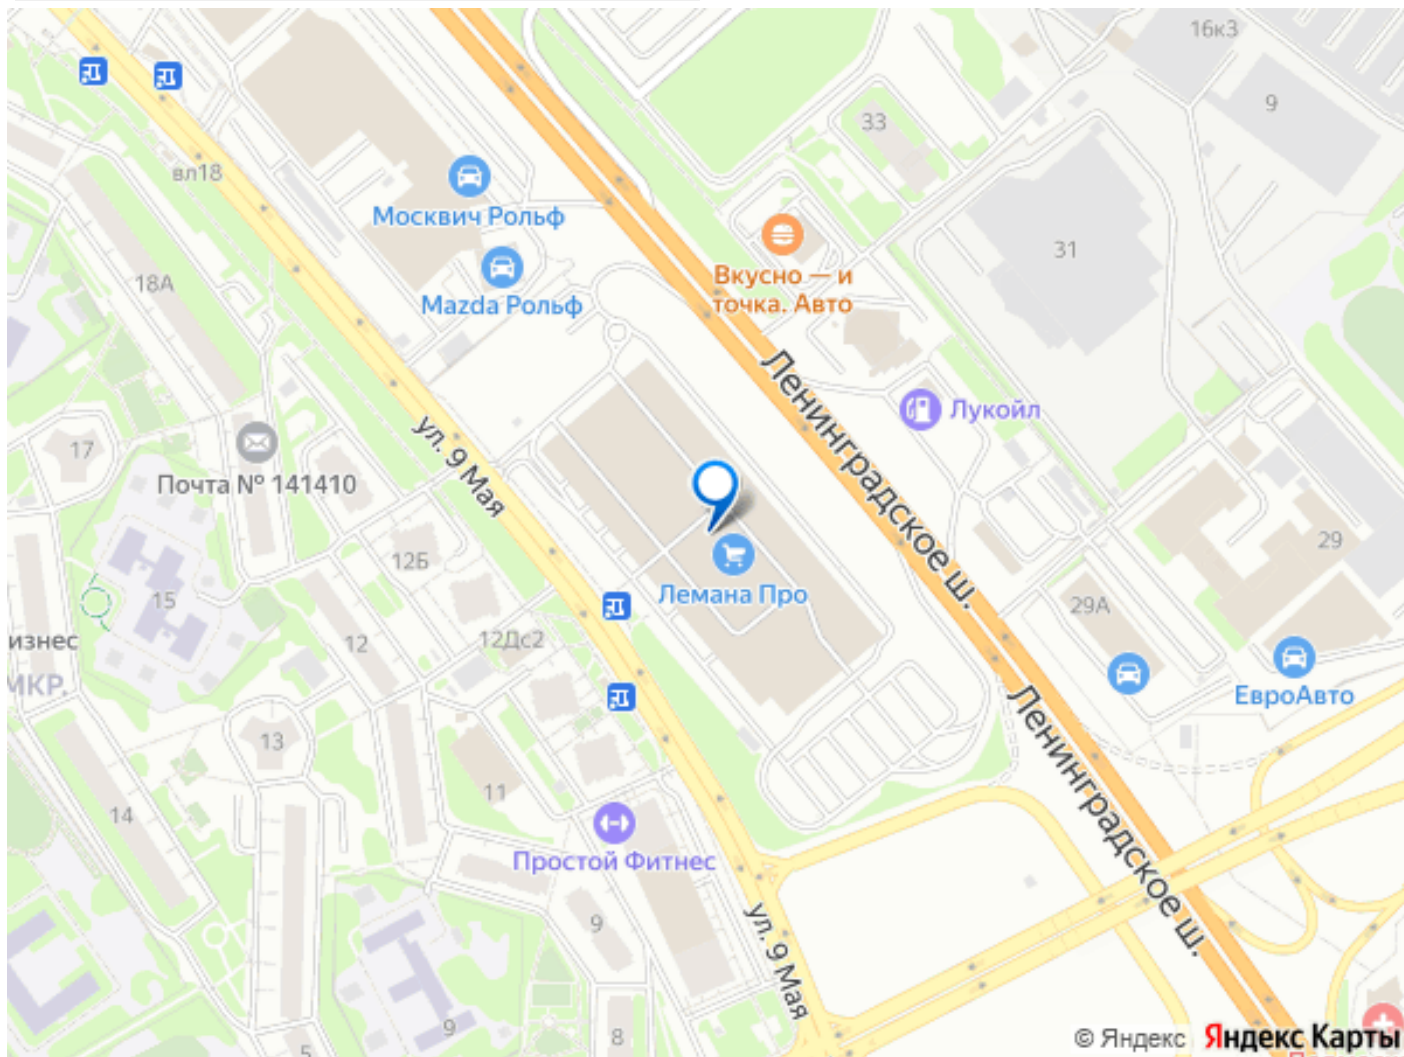 16к3
9
33
вл18
Москвич Рольф
31
Вкусно — и
точка. Авто
18А
Mazda Рольф
Ленинградское ш.
Лукойл
ул. 9 Мая
17
Почта № 141410
29
12Б
Лемана Про
15
29А
изнес
12
12Дс2
МКР.
ЕвроАвто
13
Ленинградское ш.
11
14
Простой Фитнес
9
ул. 9 Мая
9
8
5
© Яндекс Яндекс Карты